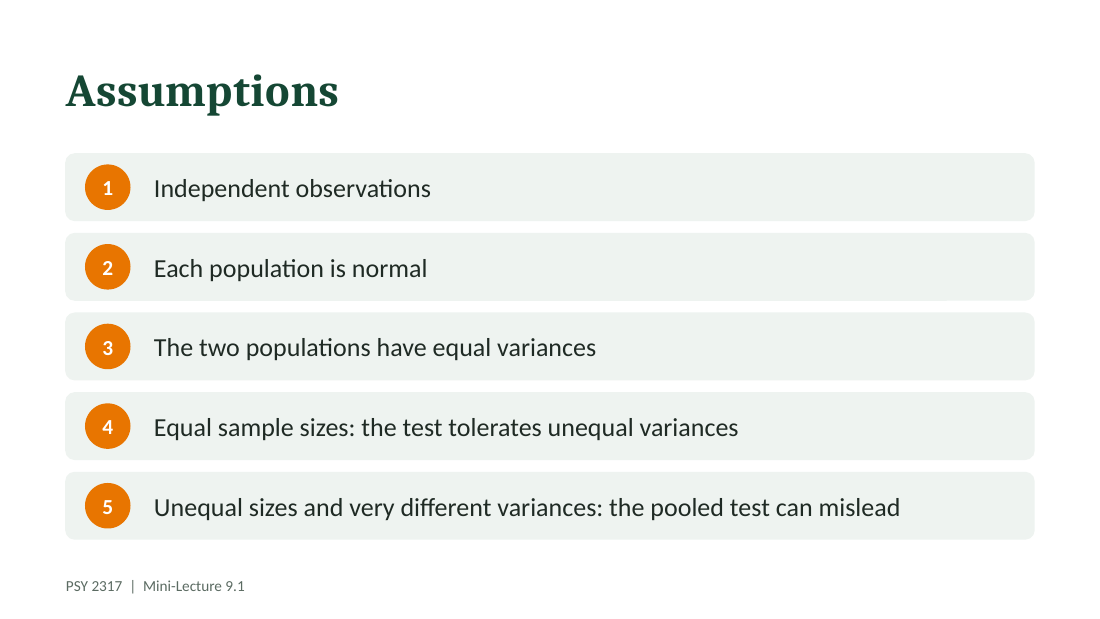 Assumptions
1 Independent observations
2 Each population is normal
3 The two populations have equal variances
4 Equal sample sizes: the test tolerates unequal variances
5 Unequal sizes and very different variances: the pooled test can mislead
PSY 2317 | Mini-Lecture 9.1